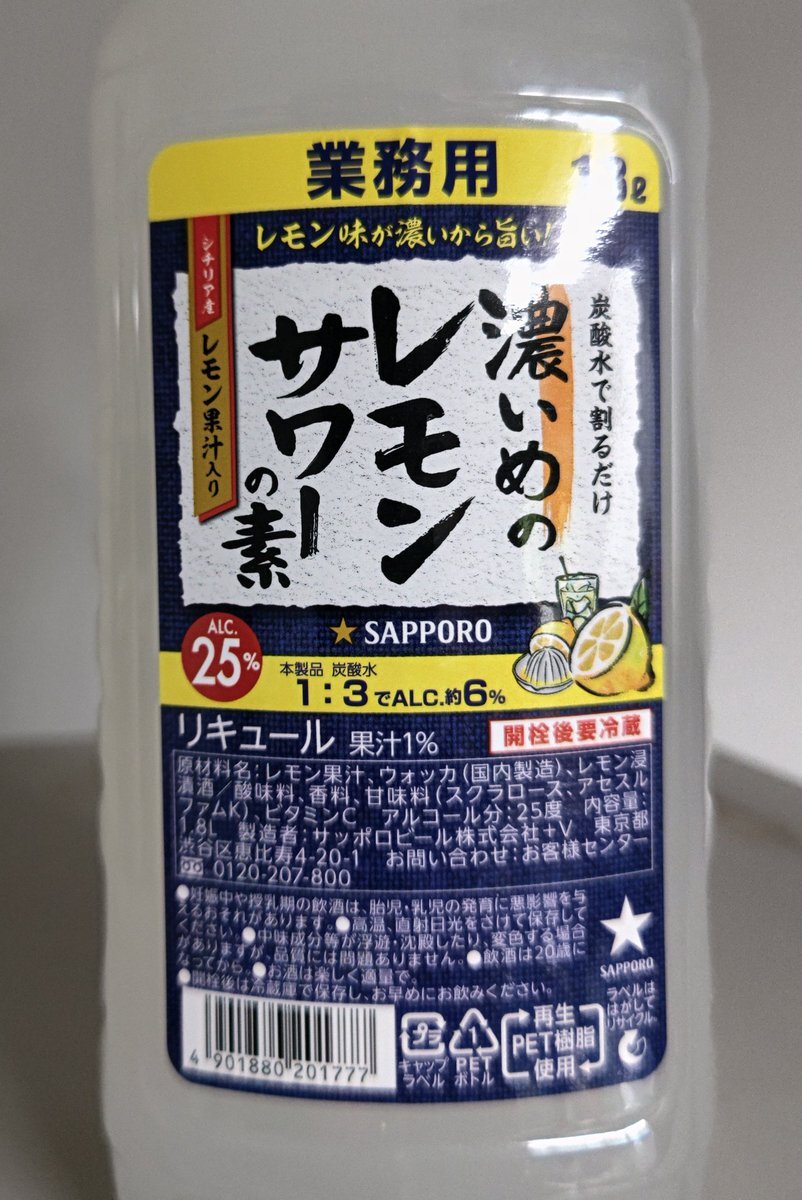 業務用
1.8ℓ
レモン味が濃いから旨い!
シチリア産
レモン果汁入り
炭酸水で割るだけ
濃いめの
レモン
サワー
の素
SAPPORO
ALC.
25%
本製品 炭酸水
1:3でALC.約6%
リキュール 果汁1%
開栓後要冷蔵
原材料名:レモン果汁、ウォッカ(国内製造)、レモン浸
漬酒/酸味料、香料、甘味料(スクラロース、アセスル
ファムK)、ビタミンC アルコール分:25度 内容量:
1.8L 製造者:サッポロビール株式会社+V 東京都
渋谷区恵比寿4-20-1 お問い合わせ:お客様センター
0120-207-800
●妊娠中や授乳期の飲酒は、胎児・乳児の発育に悪影響を与
えるおそれがあります。●高温、直射日光をさけて保存して
ください。●中味成分等が浮遊・沈殿したり、変色する場合
がありますが、品質には問題ありません。●飲酒は20歳に
なってから。●お酒は楽しく適量で。
●開栓後は冷蔵庫で保存し、お早めにお飲みください。
SAPPORO
ラベルは
はがして
リサイクル。
4 901880 201777
プラ
キャップ
ラベル
1
PET
ボトル
再生
PET樹脂
使用